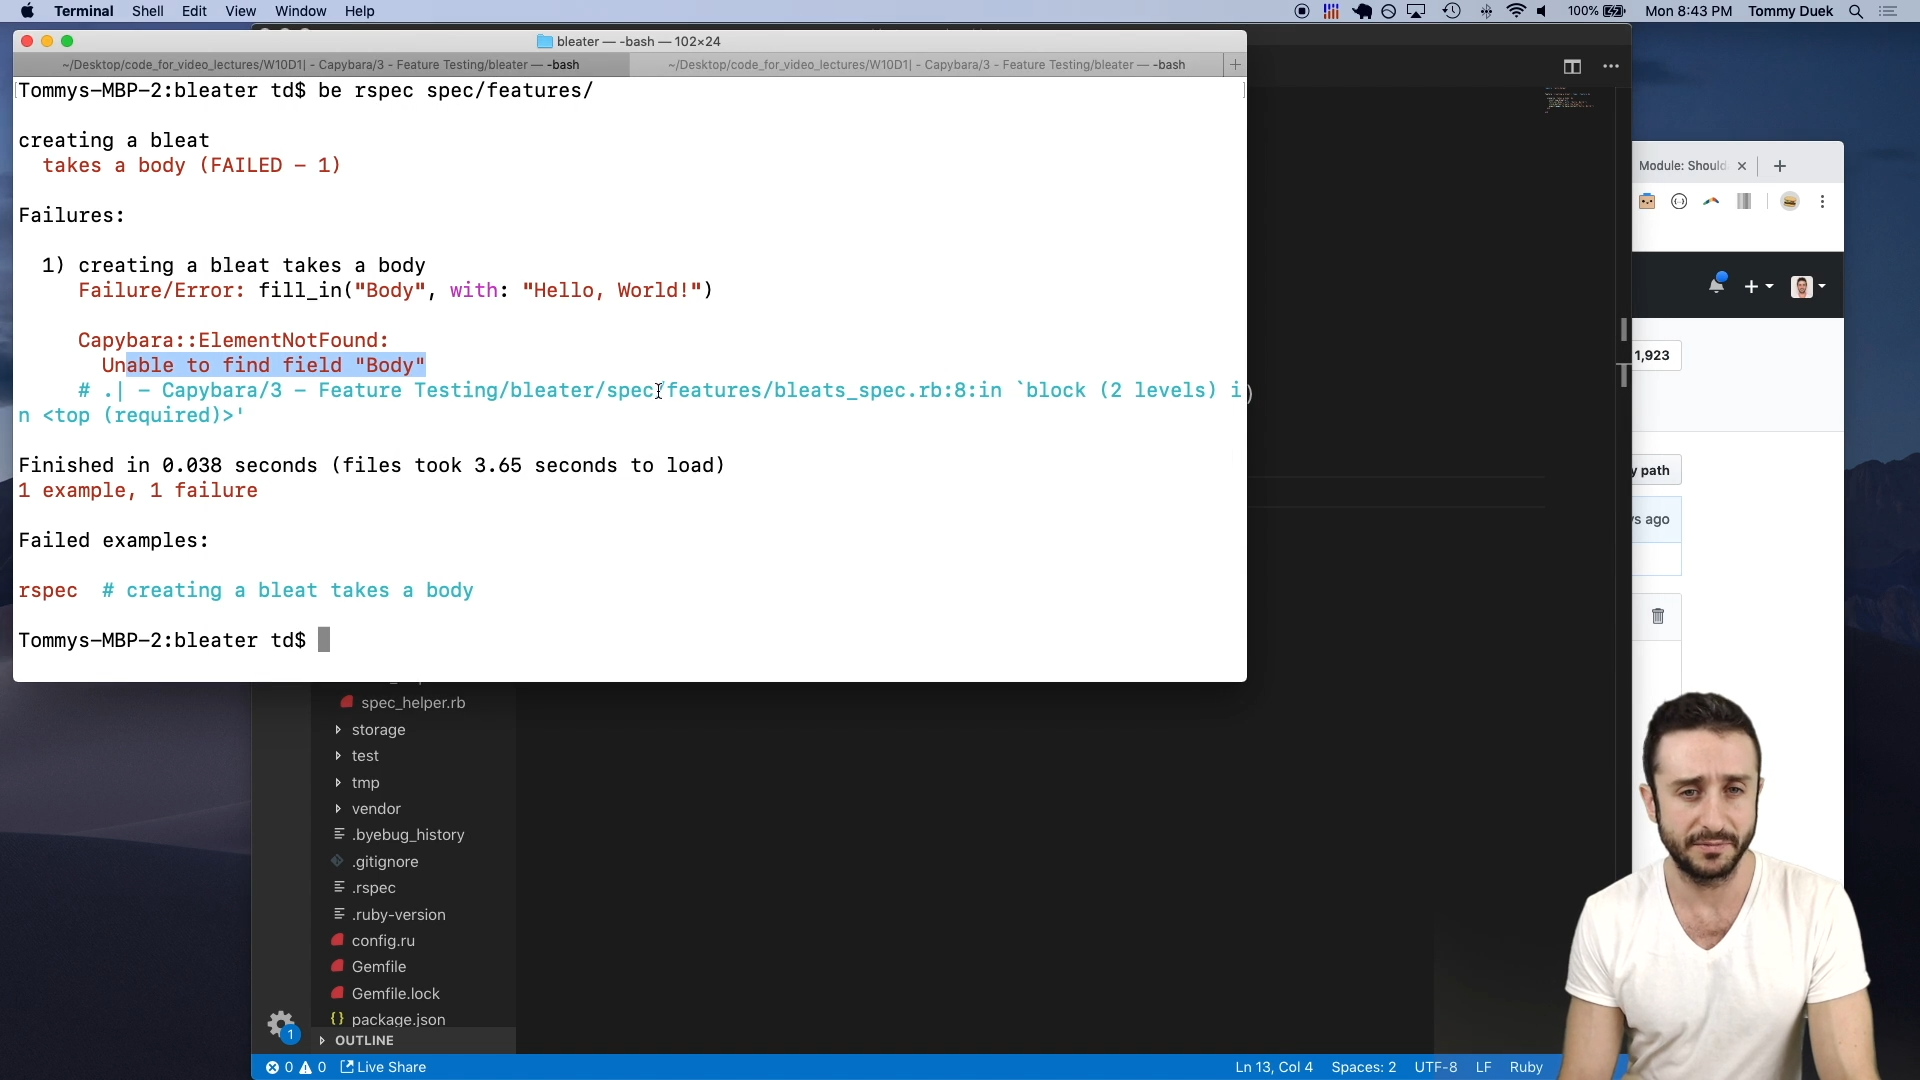 Terminal Shell Edit View Window Help
100% Mon 8:43 PM Tommy Duek
bleater — -bash — 102×24
~/Desktop/code_for_video_lectures/W10D1| - Capybara/3 - Feature Testing/bleater — -bash
~/Desktop/code_for_video_lectures/W10D1| - Capybara/3 - Feature Testing/bleater — -bash
Tommys-MBP-2:bleater td$ be rspec spec/features/
creating a bleat
takes a body (FAILED - 1)
Failures:
1) creating a bleat takes a body
Failure/Error: fill_in("Body", with: "Hello, World!")
Capybara::ElementNotFound:
Unable to find field "Body"
# .| - Capybara/3 - Feature Testing/bleater/spec/features/bleats_spec.rb:8:in `block (2 levels) i
n <top (required)>'
Finished in 0.038 seconds (files took 3.65 seconds to load)
1 example, 1 failure
Failed examples:
rspec # creating a bleat takes a body
Tommys-MBP-2:bleater td$
Module: Should
1,923
y path
ys ago
spec_helper.rb
storage
test
tmp
vendor
.byebug_history
.gitignore
.rspec
.ruby-version
config.ru
Gemfile
Gemfile.lock
package.json
1
OUTLINE
0 0 Live Share
Ln 13, Col 4 Spaces: 2 UTF-8 LF Ruby